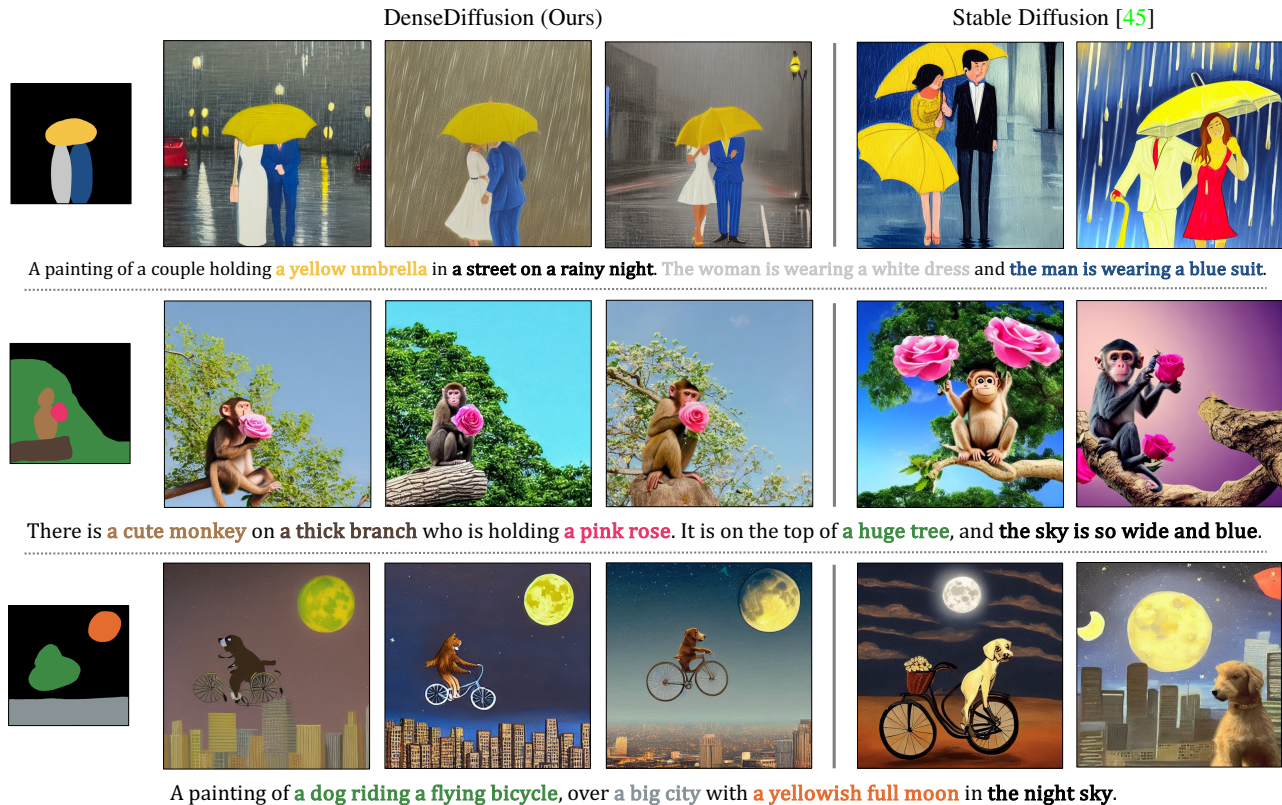 DenseDiffusion (Ours)
Stable Diffusion [45]
A painting of a couple holding a yellow umbrella in a street on a rainy night. The woman is wearing a white dress and the man is wearing a blue suit.
There is a cute monkey on a thick branch who is holding a pink rose. It is on the top of a huge tree, and the sky is so wide and blue.
A painting of a dog riding a flying bicycle, over a big city with a yellowish full moon in the night sky.